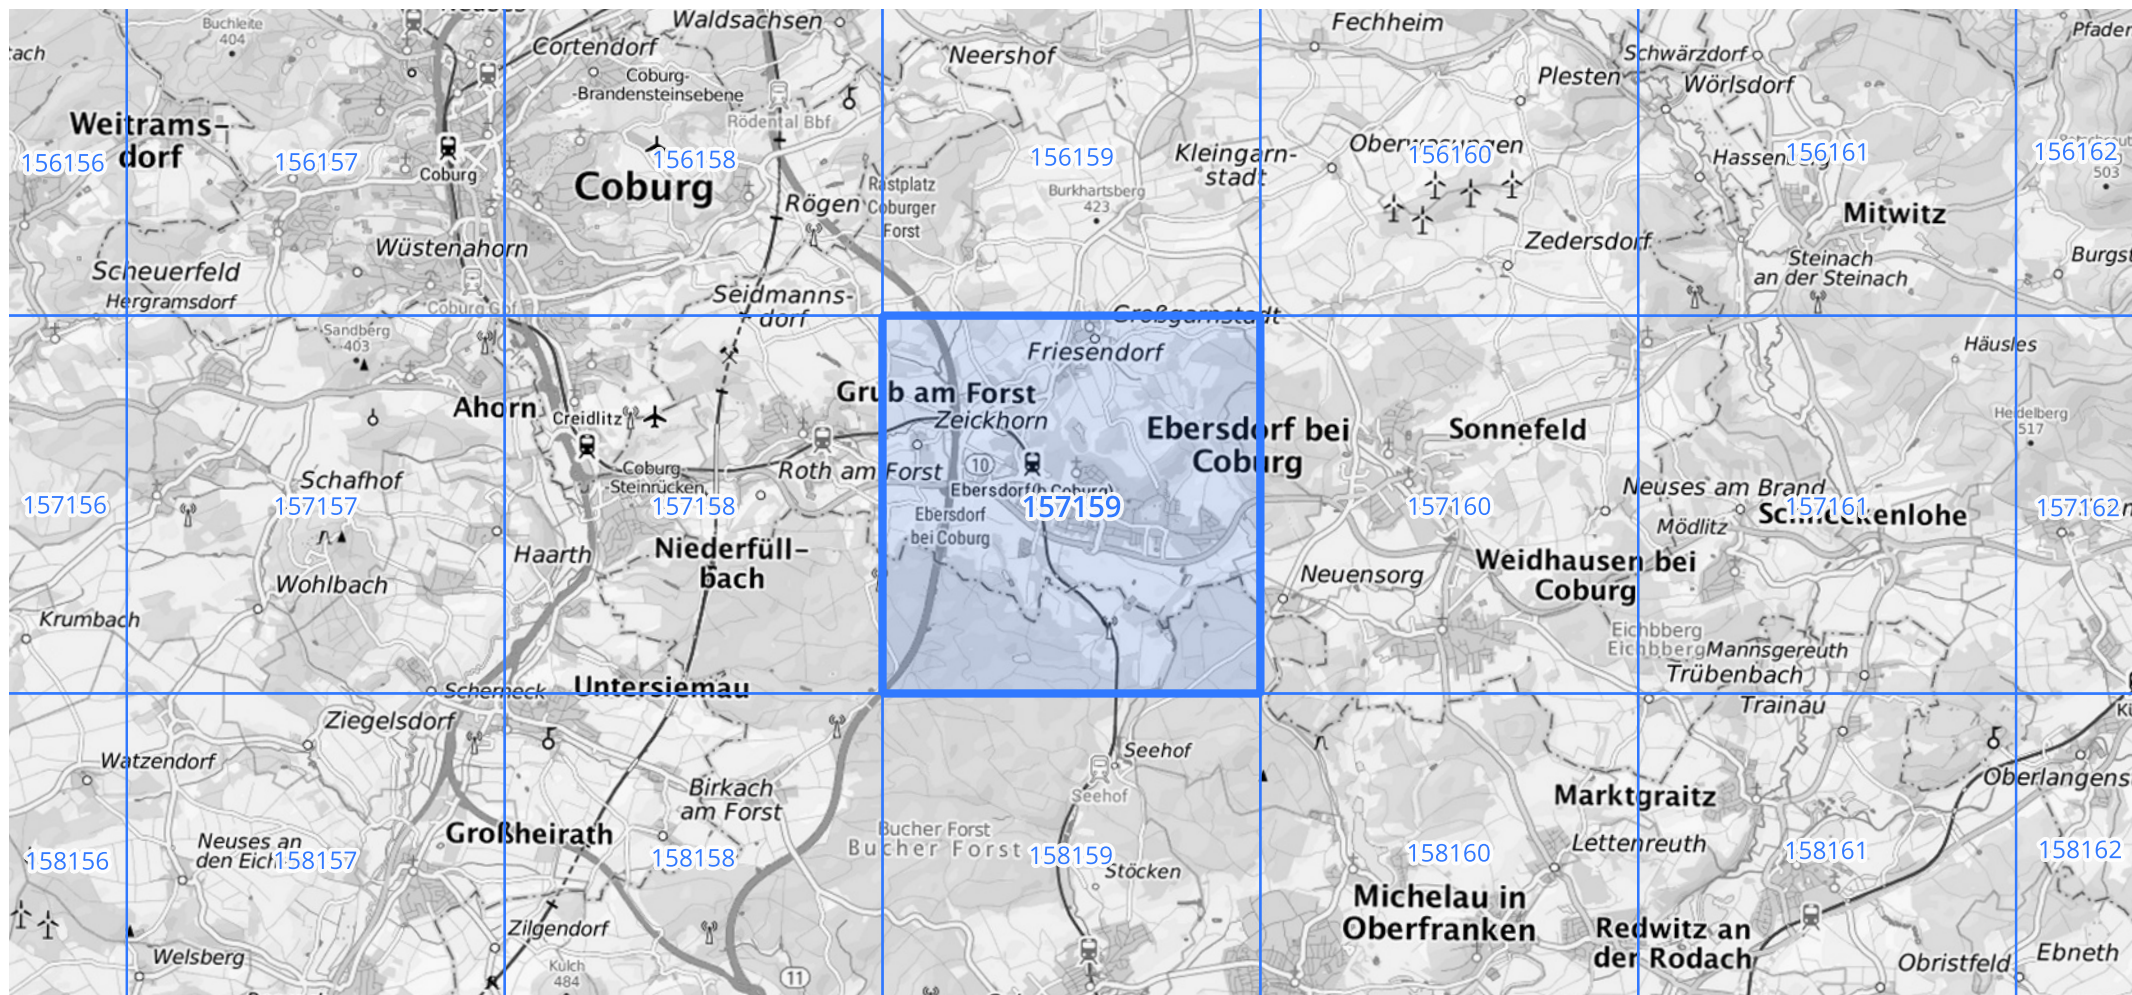 Buchleite
404
Waldsachsen
Neershof
Fechheim
Schwärzdorf
Cortendorf
Coburg-
-Brandensteinsebene
Plesten
Wörlsdorf
Weitrams-
dorf
Rödental Bbf
156156
156157
Coburg
156158
Coburg
156159
Kleingarn-
stadt
156160
156161
156162
503
Rögen
Rastplatz
Coburger
Forst
Burkhartsberg
423
Mitwitz
Wüstenahorn
Zedersdorf
Scheuerfeld
Hergramsdorf
Steinach
an der Steinach
Coburg Gbf
Seidmanns-
dorf
Großgarnstadt
Sandberg
403
Friesendorf
Häusles
Ahorn
Creidlitz
Grub am Forst
Zeickhorn
Ebersdorf bei
Coburg
Sonnefeld
Heidelberg
517
Schafhof
Coburg
-Steinrücken
Roth am Forst
10
Ebersdorf(b Coburg)
Neuses am Brand
157156
157157
157158
157159
157160
157161
157162
Ebersdorf
bei Coburg
Mödlitz
Schneckenlohe
Haarth
Niederfüll-
bach
Weidhausen bei
Coburg
Wohlbach
Neuensorg
Krumbach
Eichbberg
Eichbberg
Mannsgereuth
Trübenbach
Scherneck
Untersiemau
Trainau
Ziegelsdorf
Watzendorf
Seehof
Seehof
Birkach
am Forst
Marktgraitz
Neuses an
Großheirath
Bucher Forst
Bucher Forst
Lettenreuth
158156
158157
158158
158159
158160
158161
158162
Stöcken
Michelau in
Oberfranken
Redwitz an
der Rodach
Zilgendorf
Welsberg
Külch
484
11
Obristfeld
Ebneth